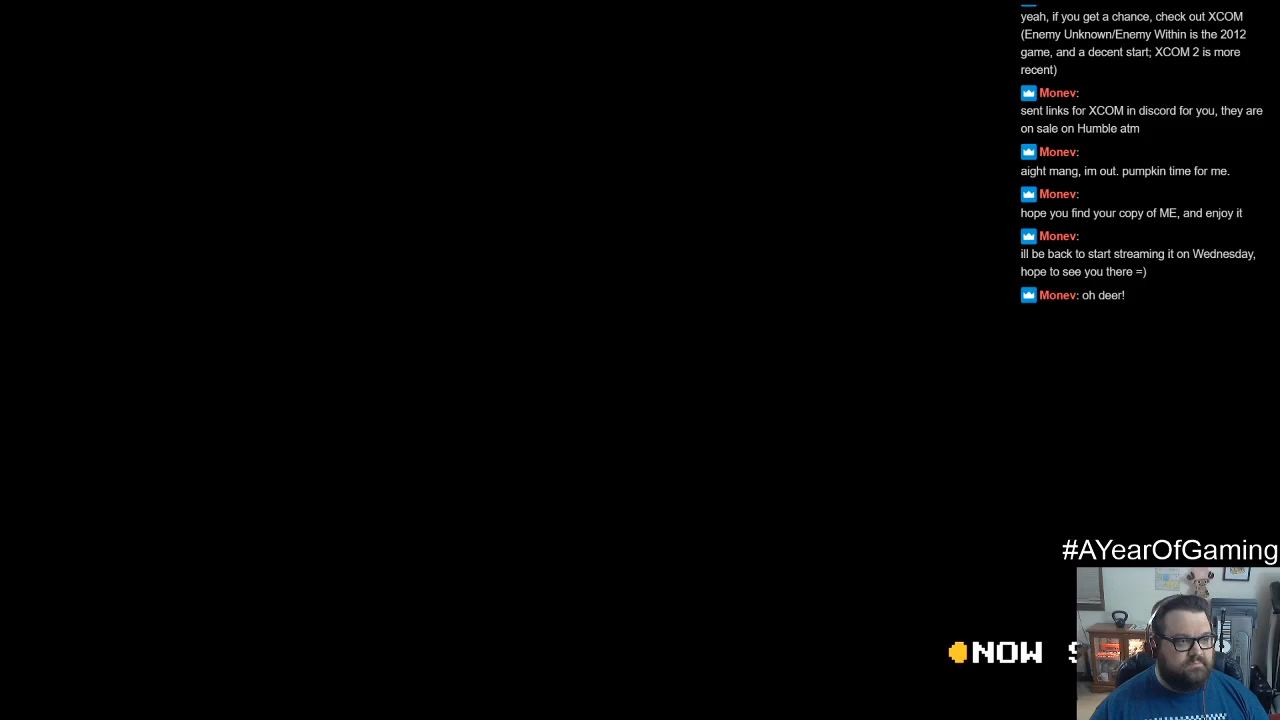 yeah, if you get a chance, check out XCOM
(Enemy Unknown/Enemy Within is the 2012
game, and a decent start; XCOM 2 is more
recent)
Monev:
sent links for XCOM in discord for you, they are
on sale on Humble atm
Monev:
aight mang, im out. pumpkin time for me.
Monev:
hope you find your copy of ME, and enjoy it
Monev:
ill be back to start streaming it on Wednesday,
hope to see you there =)
Monev: oh deer!
#AYearOfGaming
NOW